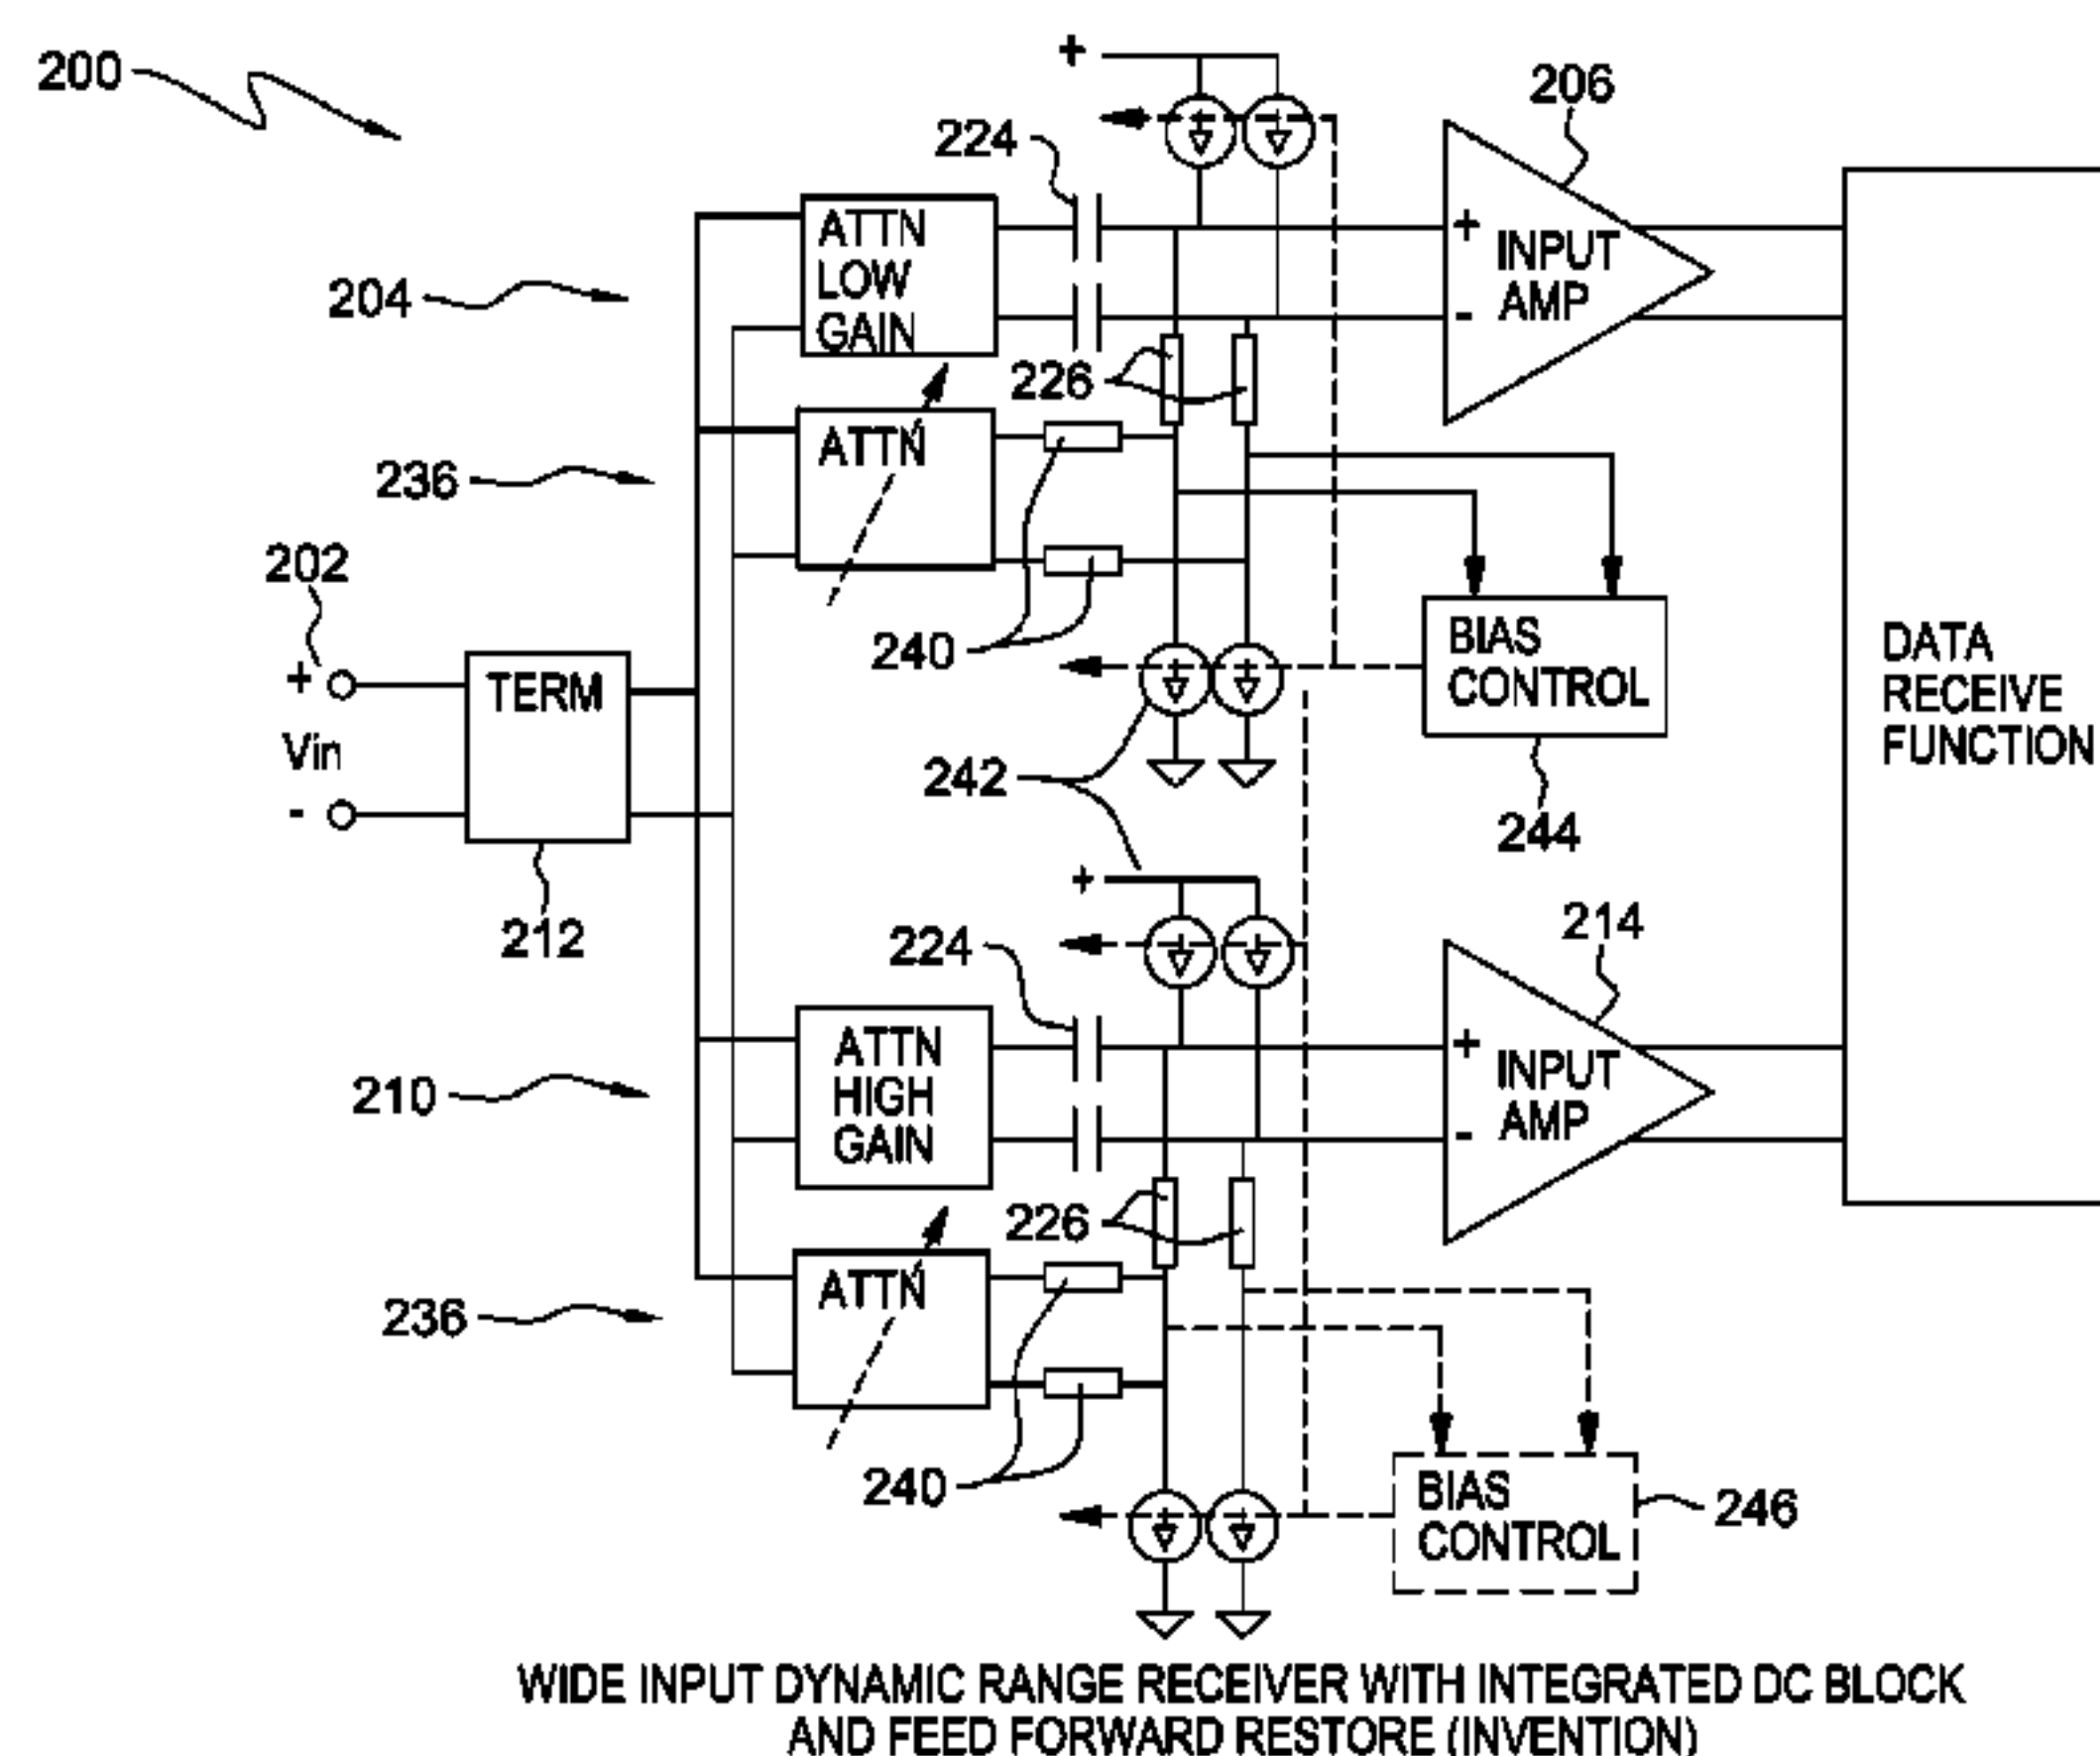 200
+
224
206
ATTN
LOW
GAIN
+
-
INPUT
AMP
204
226
ATTN
236
202
+
Vin
-
TERM
212
240
BIAS
CONTROL
244
DATA
RECEIVE
FUNCTION
242
+
224
214
ATTN
HIGH
GAIN
+
-
INPUT
AMP
210
226
ATTN
236
240
BIAS
CONTROL
246
WIDE INPUT DYNAMIC RANGE RECEIVER WITH INTEGRATED DC BLOCK
AND FEED FORWARD RESTORE (INVENTION)